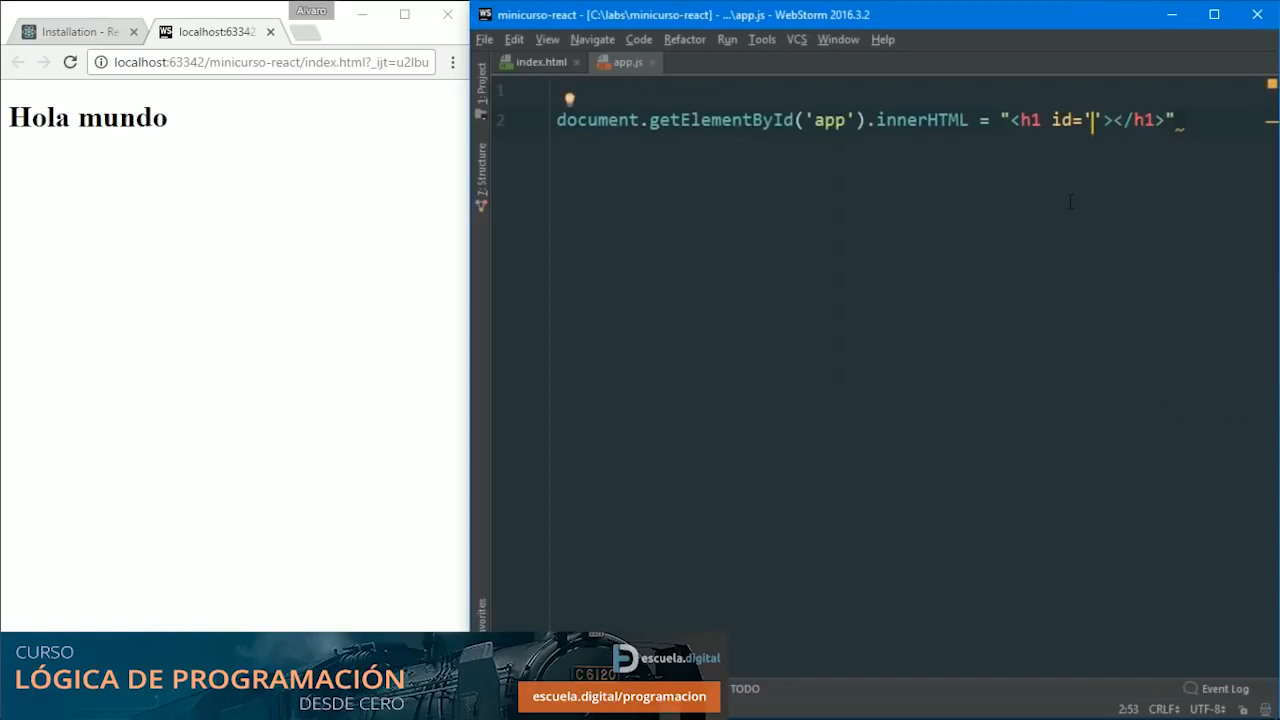 Alvaro
Installation - Re
localhost:63342
localhost:63342/minicurso-react/index.html?_ijt=u2lbu
Hola mundo
WS minicurso-react - [C:\labs\minicurso-react] - ...\app.js - WebStorm 2016.3.2
File Edit View Navigate Code Refactor Run Tools VCS Window Help
index.html
app.js
1: Project
7: Structure
1
2 document.getElementById('app').innerHTML = "<h1 id=''></h1>"
CURSO
LÓGICA DE PROGRAMACIÓN
DESDE CERO
C6120
escuela.digital
escuela.digital/programacion
TODO
Event Log
2:53 CRLF UTF-8